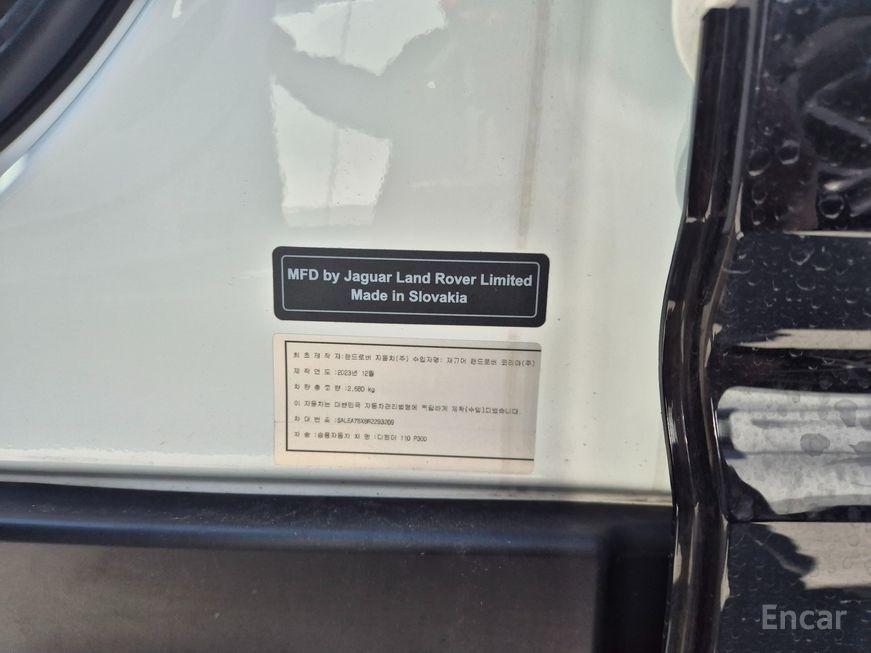 MFD by Jaguar Land Rover Limited
Made in Slovakia
최초 제작 자:랜드로버 자동차(주) 수입자명: 재규어 랜드로버 코리아(주)
제작 연 도:2023년 12월
차량 총 중 량:2,680 kg
이 자동차는 대한민국 자동차관리법령에 적합하게 제작(수입)되었습니다.
차 대 번 호:
차 종:승용자동차 차 명:디펜더 110 P300
Encar